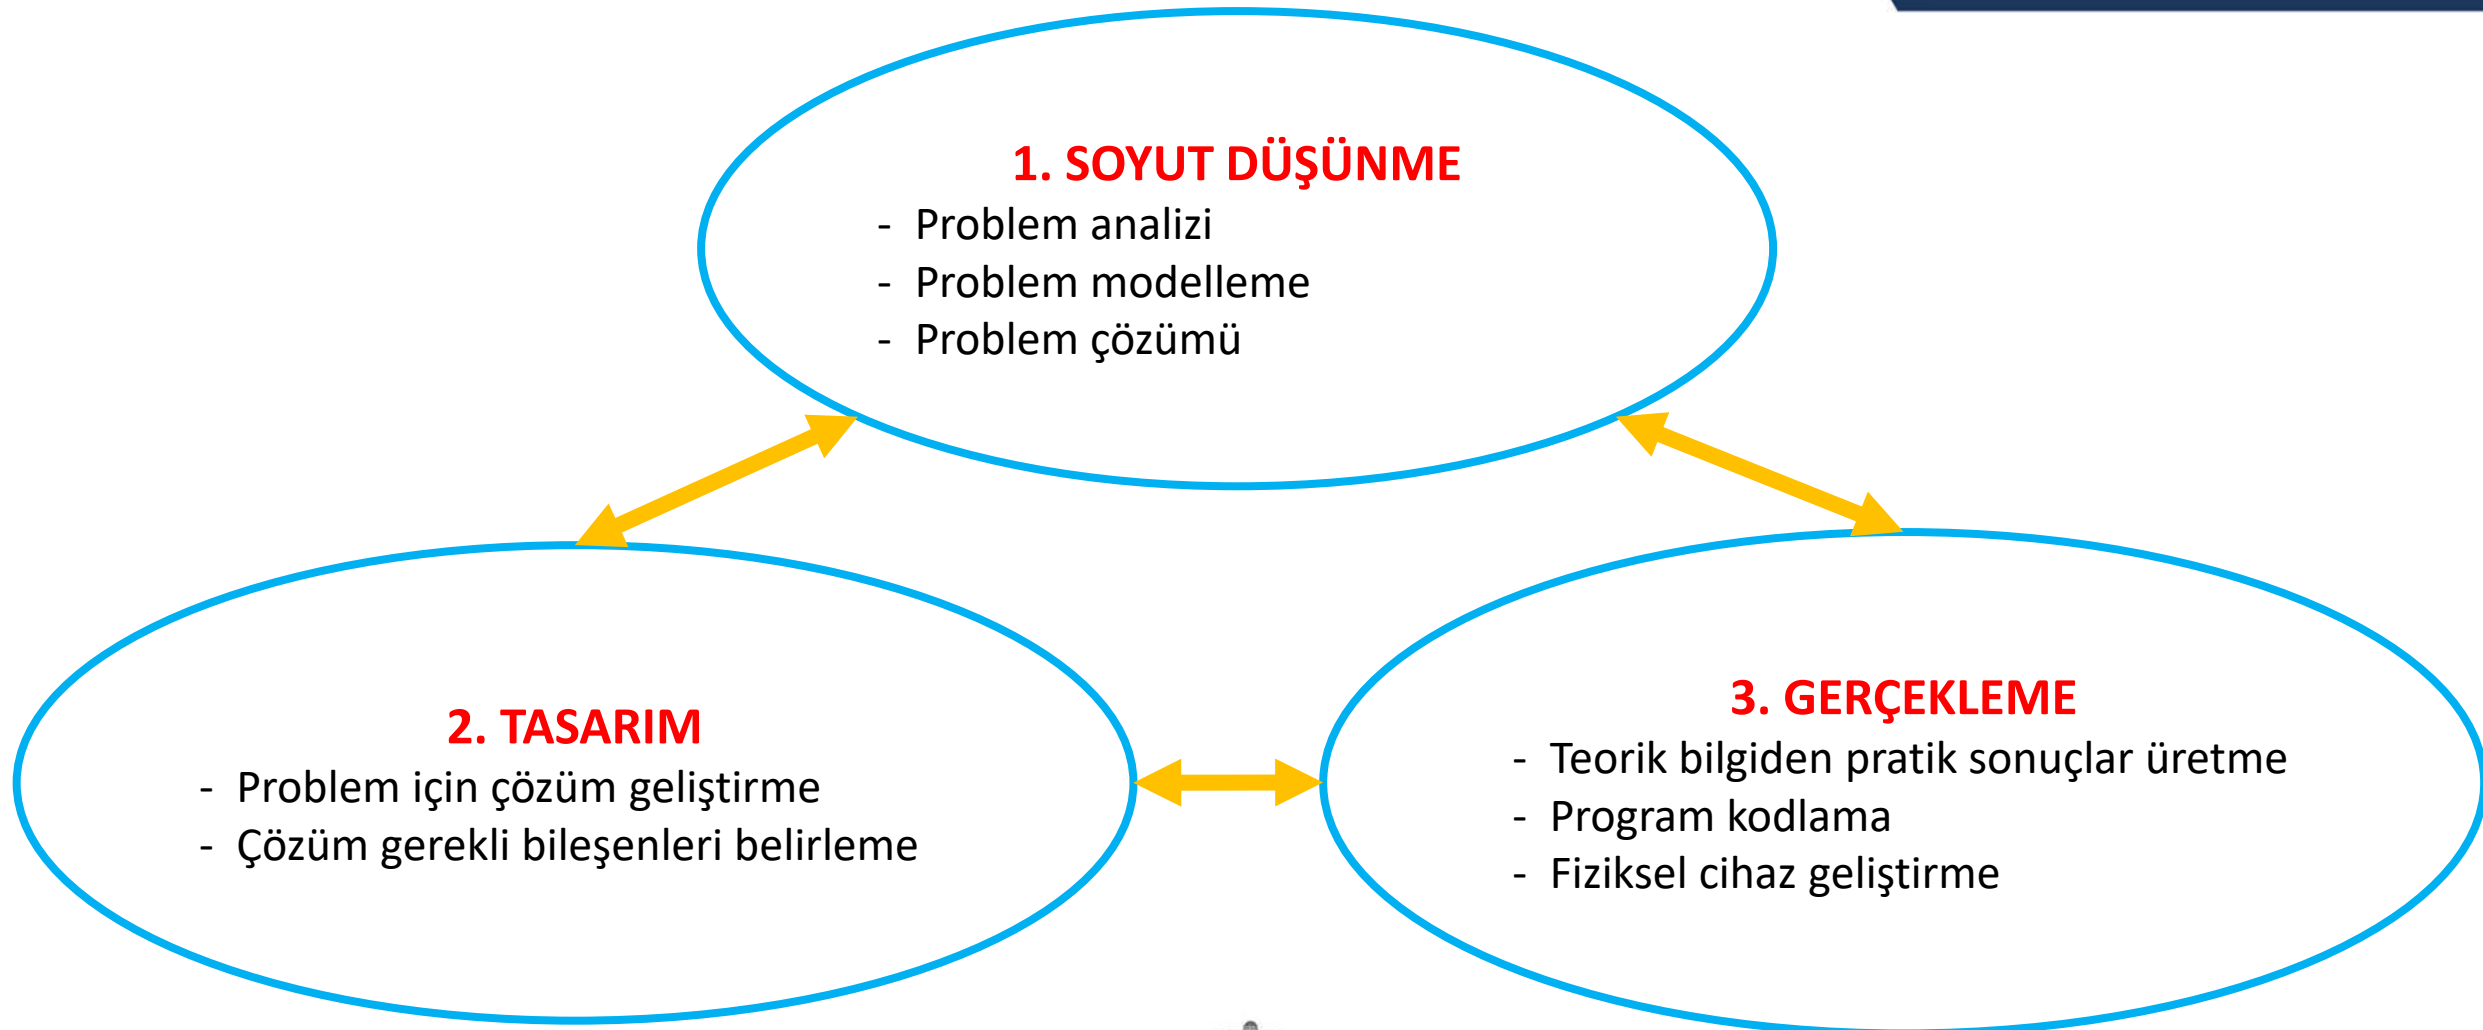 1. SOYUT DÜŞÜNME
- Problem analizi
- Problem modelleme
- Problem çözümü
2. TASARIM
- Problem için çözüm geliştirme
- Çözüm gerekli bileşenleri belirleme
3. GERÇEKLEME
- Teorik bilgiden pratik sonuçlar üretme
- Program kodlama
- Fiziksel cihaz geliştirme